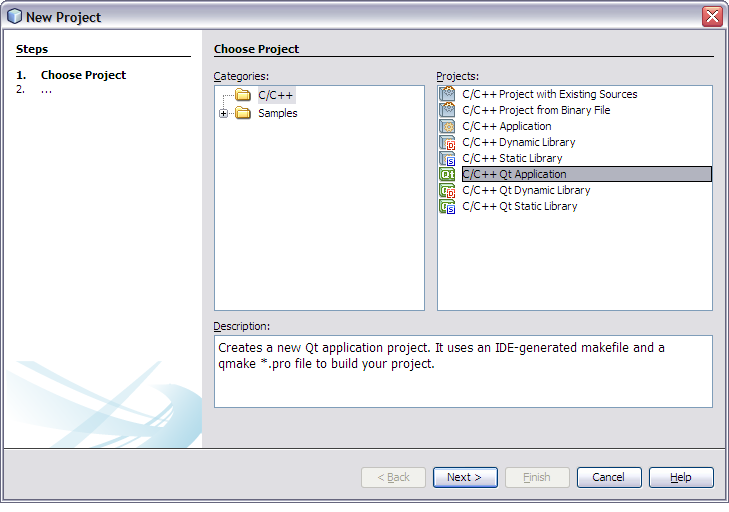 New Project
Steps
1. Choose Project
2. ...
Choose Project
Categories:
C/C++
Samples
Projects:
C/C++ Project with Existing Sources
C/C++ Project from Binary File
C/C++ Application
C/C++ Dynamic Library
C/C++ Static Library
Qt C/C++ Qt Application
C/C++ Qt Dynamic Library
C/C++ Qt Static Library
Description:
Creates a new Qt application project. It uses an IDE-generated makefile and a
qmake *.pro file to build your project.
< Back Next > Finish Cancel Help